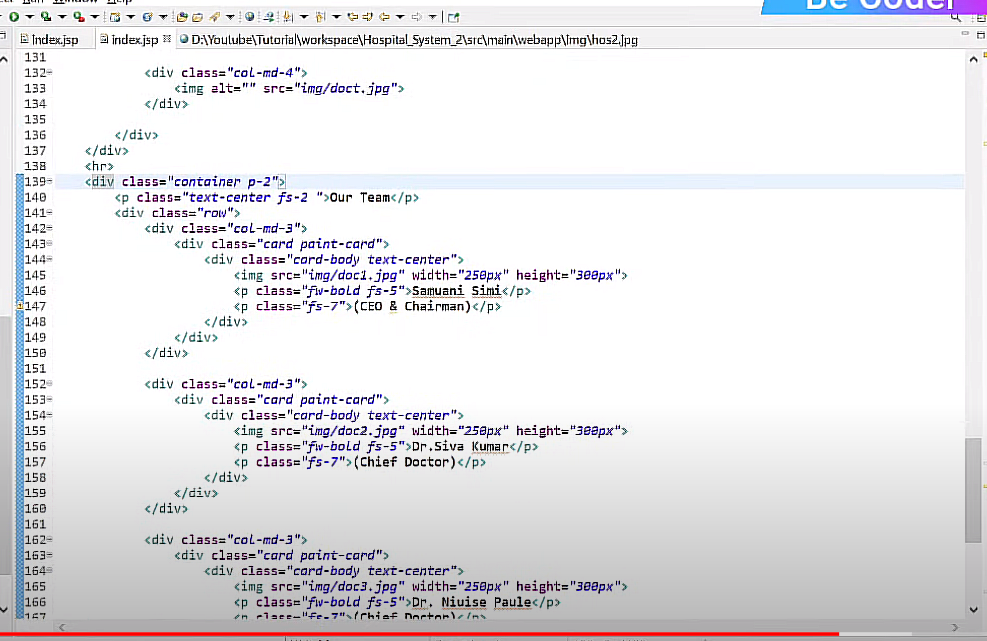 Be Coder
index.jsp
index.jsp
D:\Youtube\Tutorial\workspace\Hospital_System_2\src\main\webapp\img\hos2.jpg
131
132 <div class="col-md-4">
133 <img alt="" src="img/doct.jpg">
134 </div>
135
136 </div>
137 </div>
138 <hr>
139 <div class="container p-2">
140 <p class="text-center fs-2 ">Our Team</p>
141 <div class="row">
142 <div class="col-md-3">
143 <div class="card paint-card">
144 <div class="card-body text-center">
145 <img src="img/doc1.jpg" width="250px" height="300px">
146 <p class="fw-bold fs-5">Samuani Simi</p>
147 <p class="fs-7">(CEO & Chairman)</p>
148 </div>
149 </div>
150 </div>
151
152 <div class="col-md-3">
153 <div class="card paint-card">
154 <div class="card-body text-center">
155 <img src="img/doc2.jpg" width="250px" height="300px">
156 <p class="fw-bold fs-5">Dr.Siva Kumar</p>
157 <p class="fs-7">(Chief Doctor)</p>
158 </div>
159 </div>
160 </div>
161
162 <div class="col-md-3">
163 <div class="card paint-card">
164 <div class="card-body text-center">
165 <img src="img/doc3.jpg" width="250px" height="300px">
166 <p class="fw-bold fs-5">Dr. Niuise Paule</p>
167 <p class="fs-7">(Chief Doctor)</p>